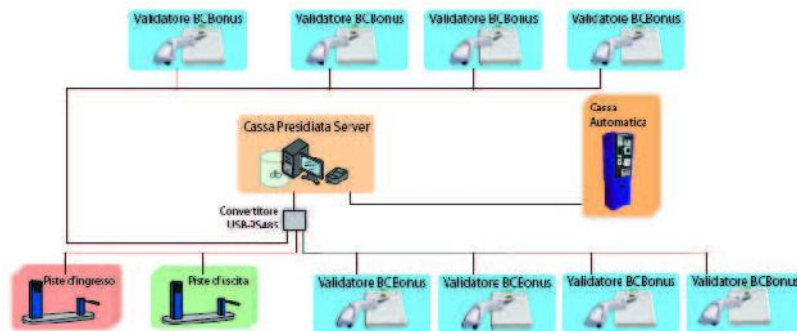 Validatore BCBonus
Validatore BCBonus
Validatore BCBonus
Validatore BCBonus
Cassa Presidiata Server
db
Cassa
Automatica
Convertitore
USB-RS485
Piste d'ingresso
Piste d'uscita
Validatore BCBonus
Validatore BCBonus
Validatore BCBonus
Validatore BCBonus